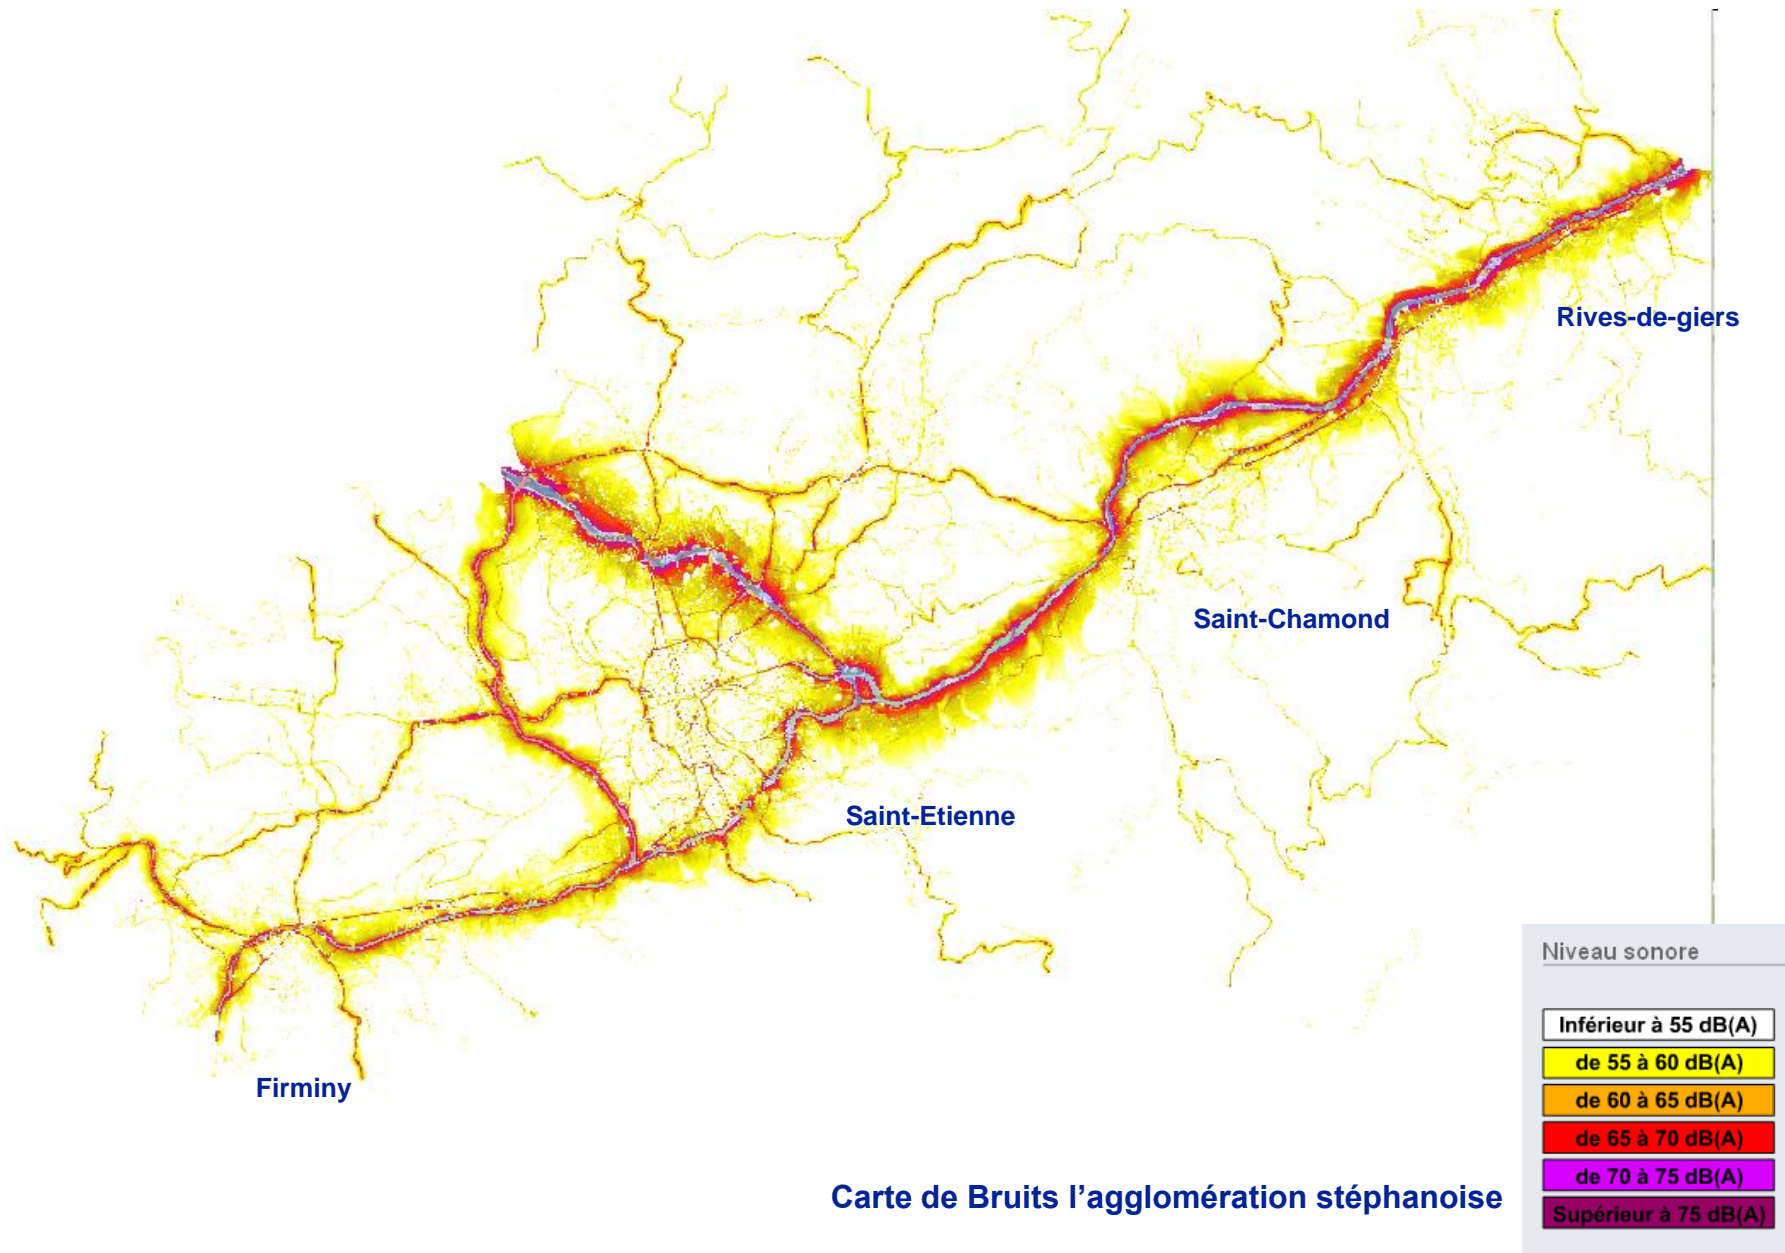 Rives-de-giers
Saint-Chamond
Saint-Etienne
Firminy
Niveau sonore
Inférieur à 55 dB(A)
de 55 à 60 dB(A)
de 60 à 65 dB(A)
de 65 à 70 dB(A)
de 70 à 75 dB(A)
Supérieur à 75 dB(A)
Carte de Bruits l’agglomération stéphanoise